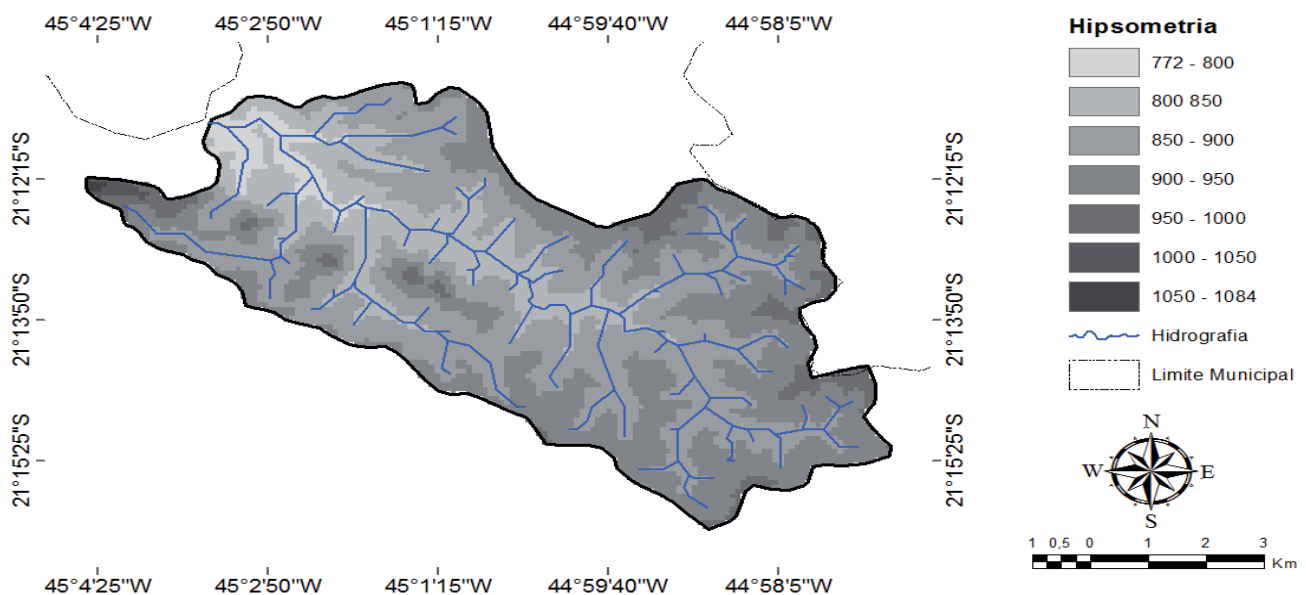 45°4'25"W 45°2'50"W 45°1'15"W 44°59'40"W 44°58'5"W
21°12'15"S
21°13'50"S
21°15'25"S
21°12'15"S
21°13'50"S
21°15'25"S
45°4'25"W 45°2'50"W 45°1'15"W 44°59'40"W 44°58'5"W
Hipsometria
772 - 800
800 850
850 - 900
900 - 950
950 - 1000
1000 - 1050
1050 - 1084
Hidrografia
Limite Municipal
N
W E
S
1 0,5 0 1 2 3
Km